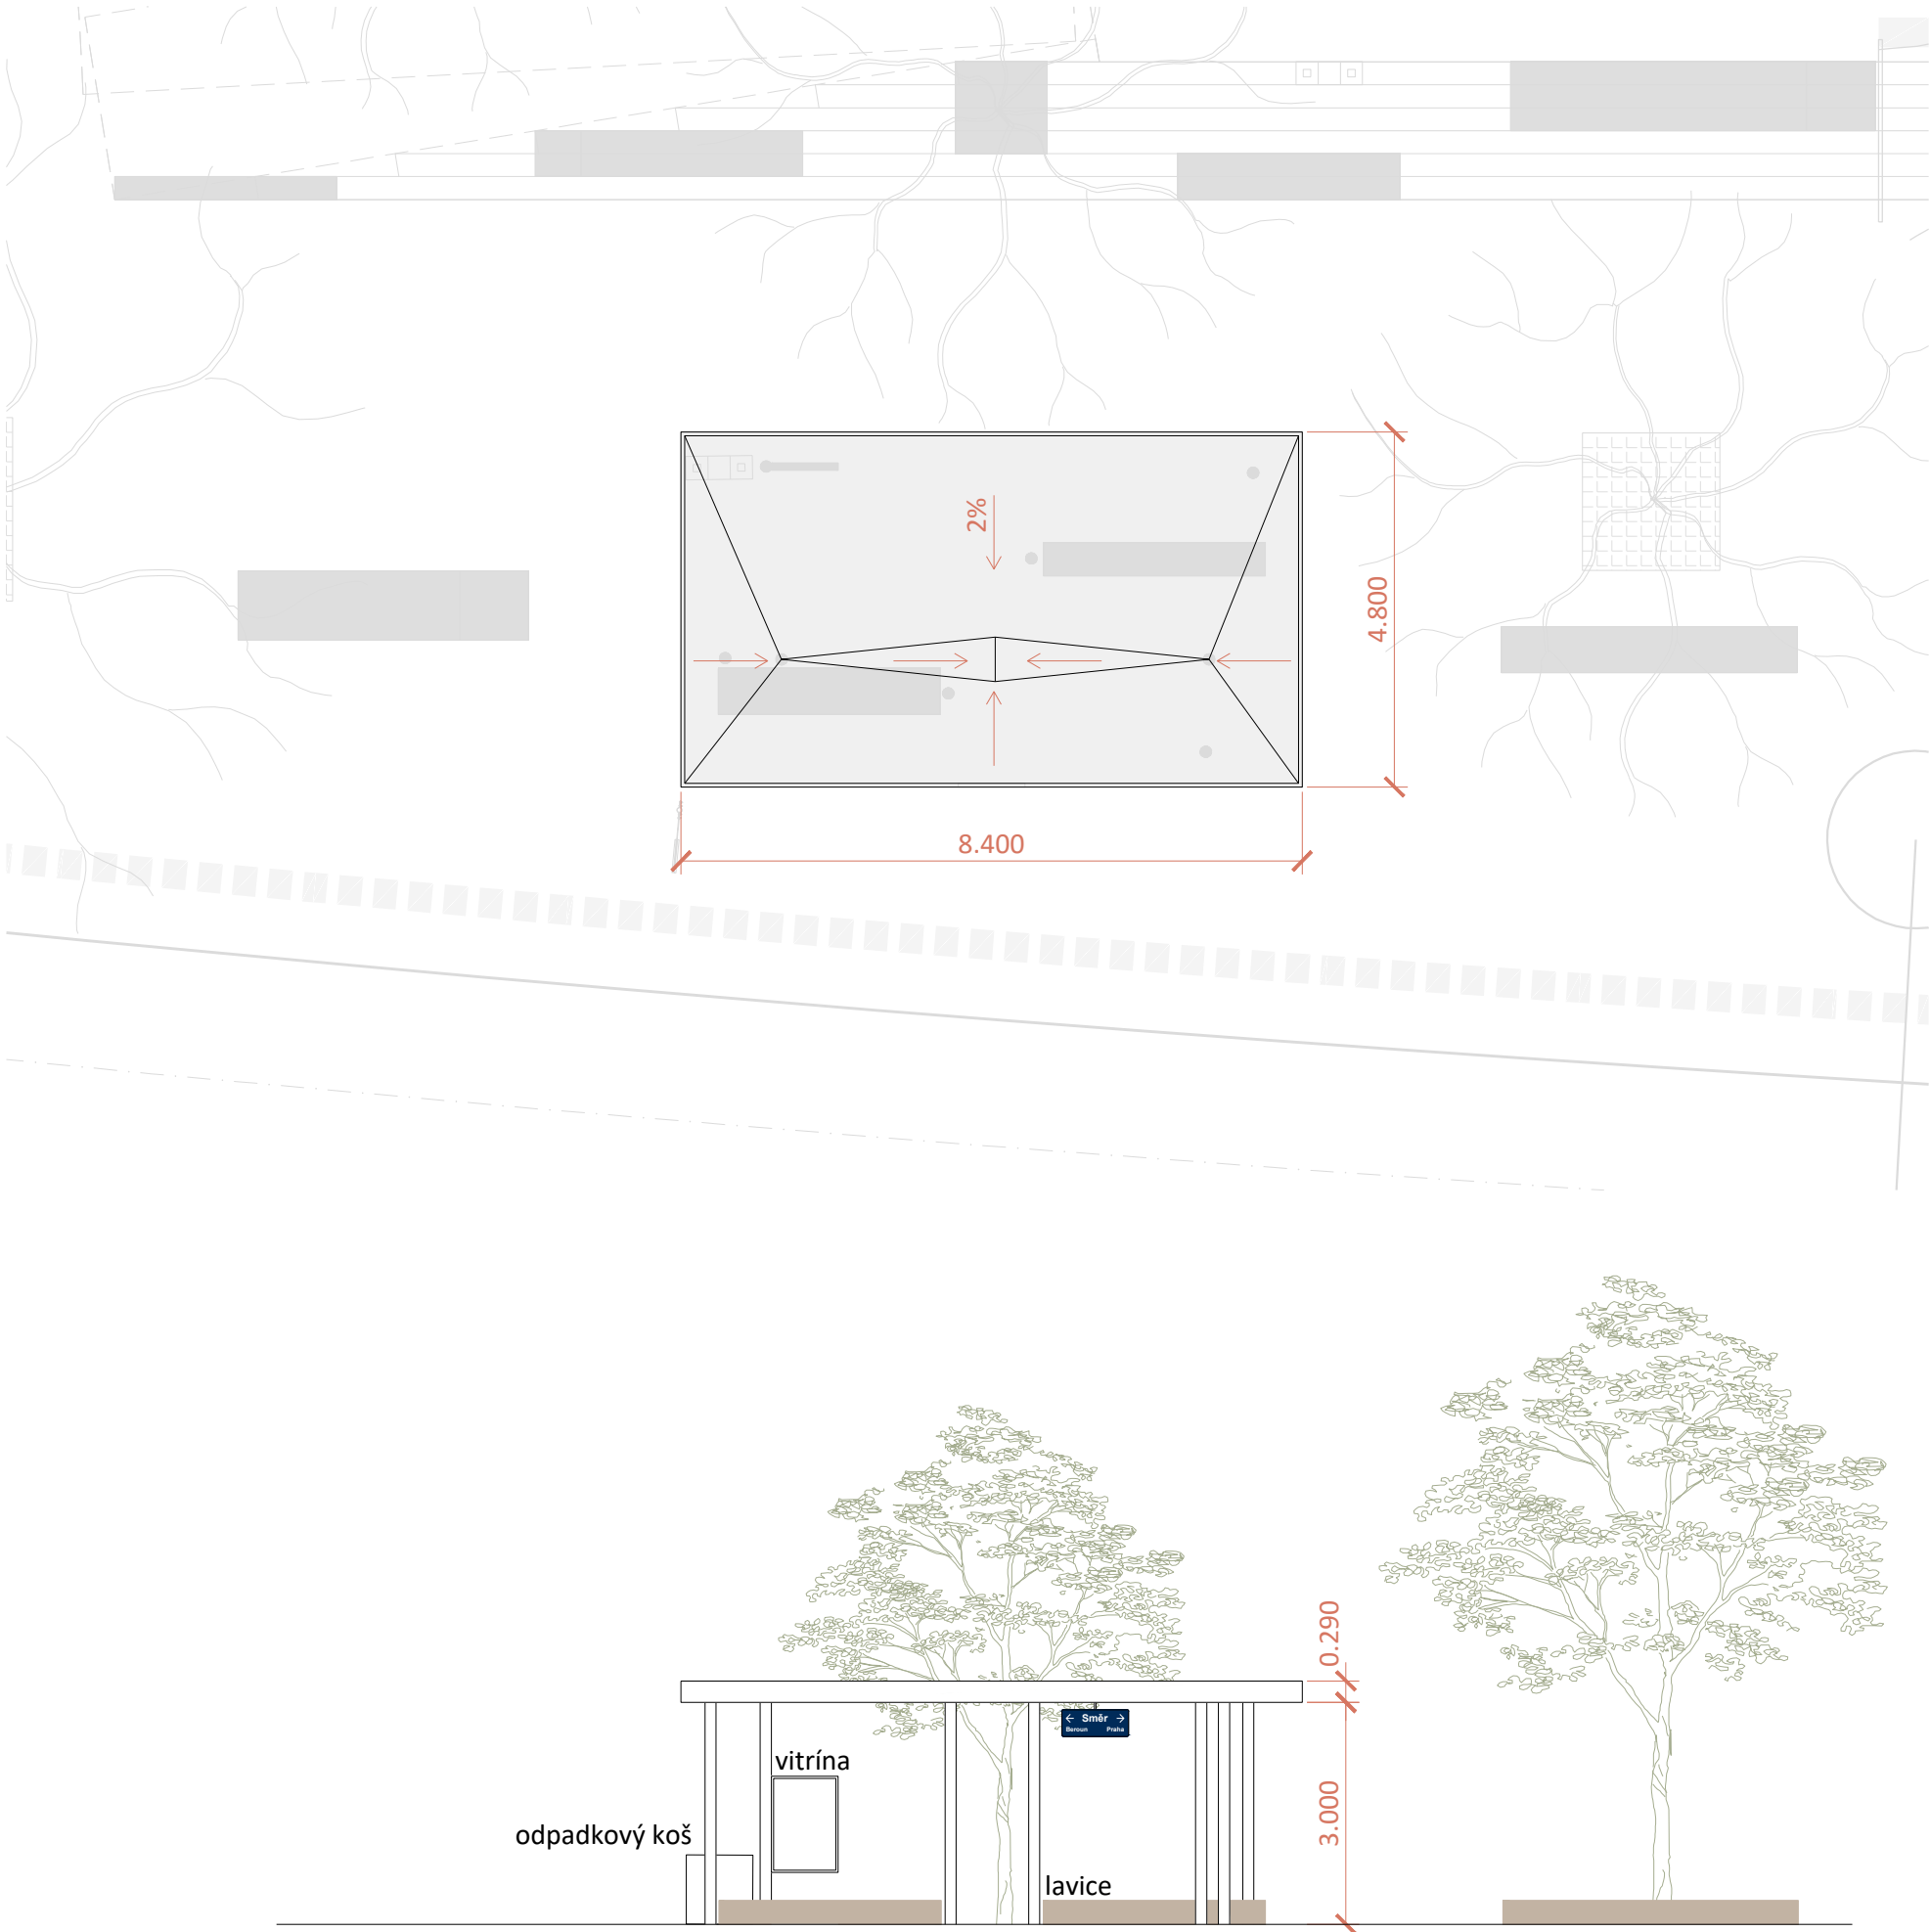 2%
4.800
8.400
0.290
← Směr →
Beroun Praha
vitrína
3.000
odpadkový koš
lavice